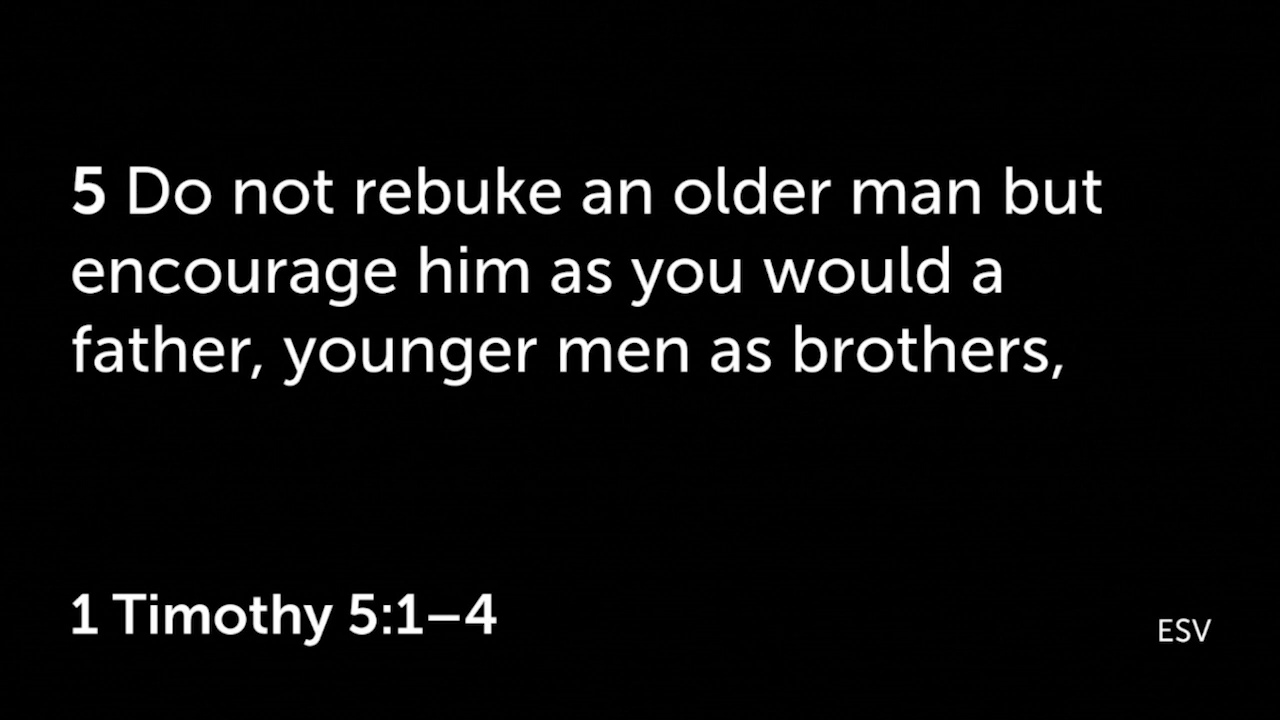 5 Do not rebuke an older man but
encourage him as you would a
father, younger men as brothers,
1 Timothy 5:1–4
ESV